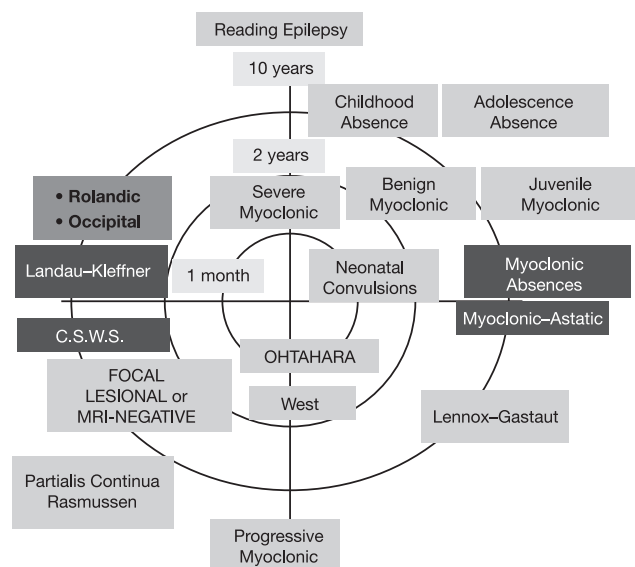 Reading Epilepsy
10 years
Childhood
Absence
Adolescence
Absence
2 years
• Rolandic
• Occipital
Severe
Myoclonic
Benign
Myoclonic
Juvenile
Myoclonic
Landau–Kleffner
1 month
Neonatal
Convulsions
Myoclonic
Absences
C.S.W.S.
Myoclonic–Astatic
OHTAHARA
FOCAL
LESIONAL or
MRI-NEGATIVE
West
Lennox–Gastaut
Partialis Continua
Rasmussen
Progressive
Myoclonic